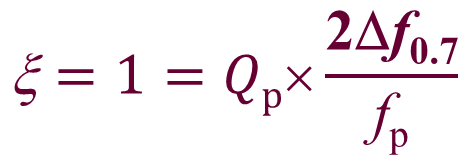 ξ = 1 = Qₚ × 2Δf₀.₇ / fₚ